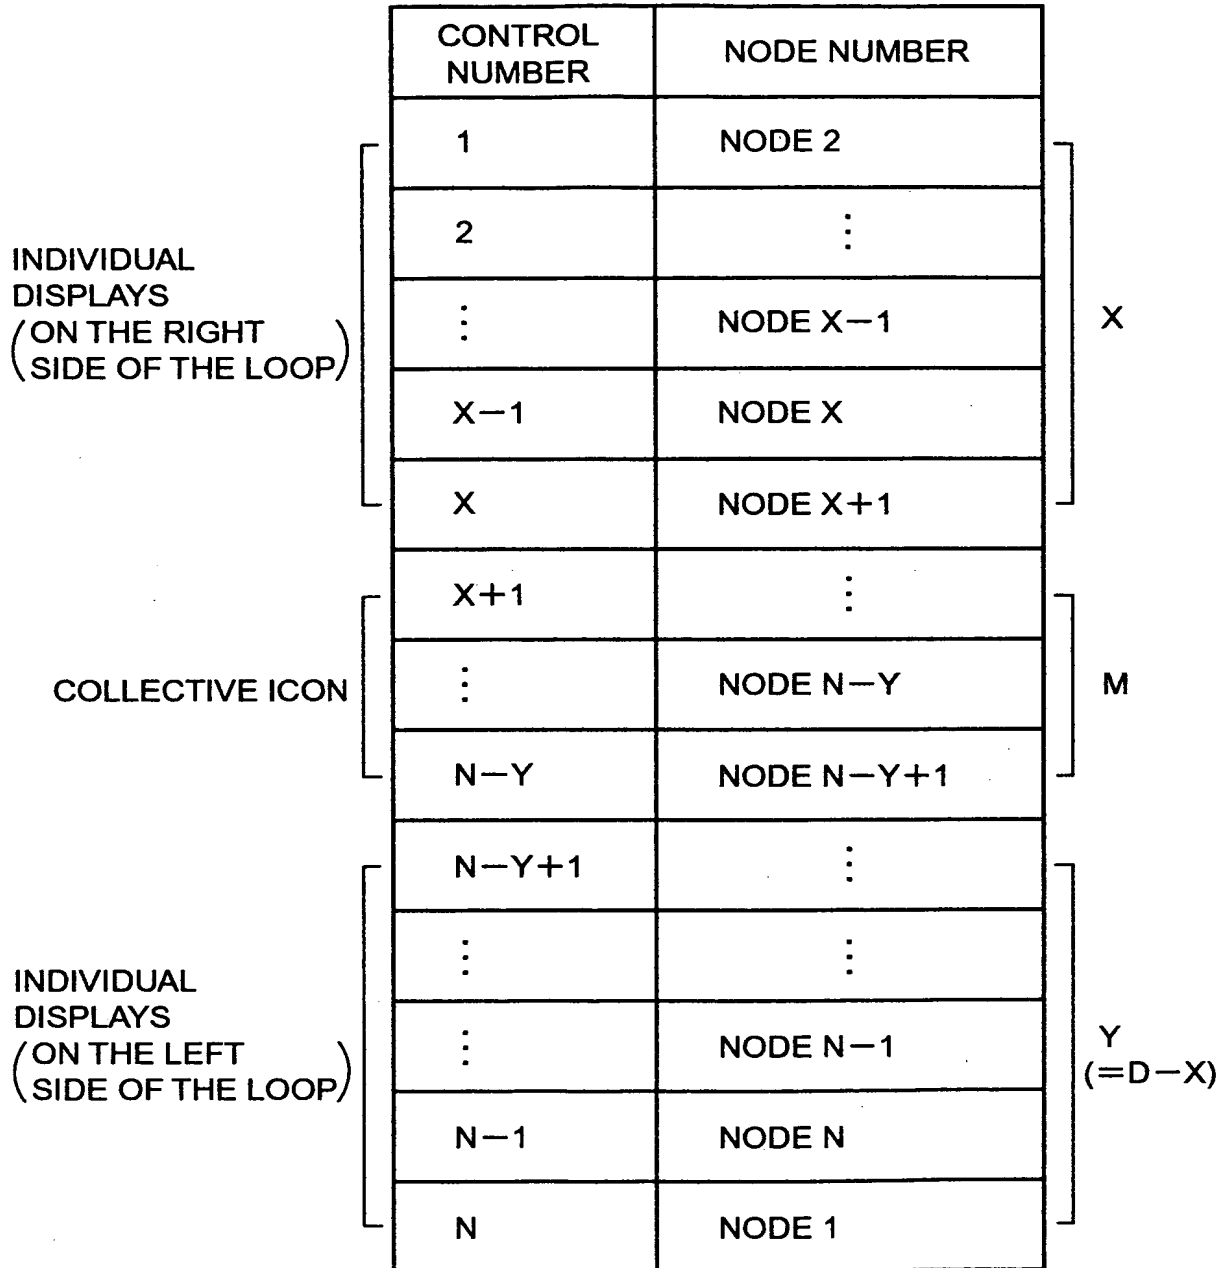 CONTROL NUMBER NODE NUMBER
1 NODE 2
2 ⋮
⋮ NODE X−1
X−1 NODE X
X NODE X+1
X+1 ⋮
⋮ NODE N−Y
N−Y NODE N−Y+1
N−Y+1 ⋮
⋮ ⋮
⋮ NODE N−1
N−1 NODE N
N NODE 1
INDIVIDUAL
DISPLAYS
(ON THE RIGHT
SIDE OF THE LOOP)
X
COLLECTIVE ICON
M
INDIVIDUAL
DISPLAYS
(ON THE LEFT
SIDE OF THE LOOP)
Y
(=D−X)